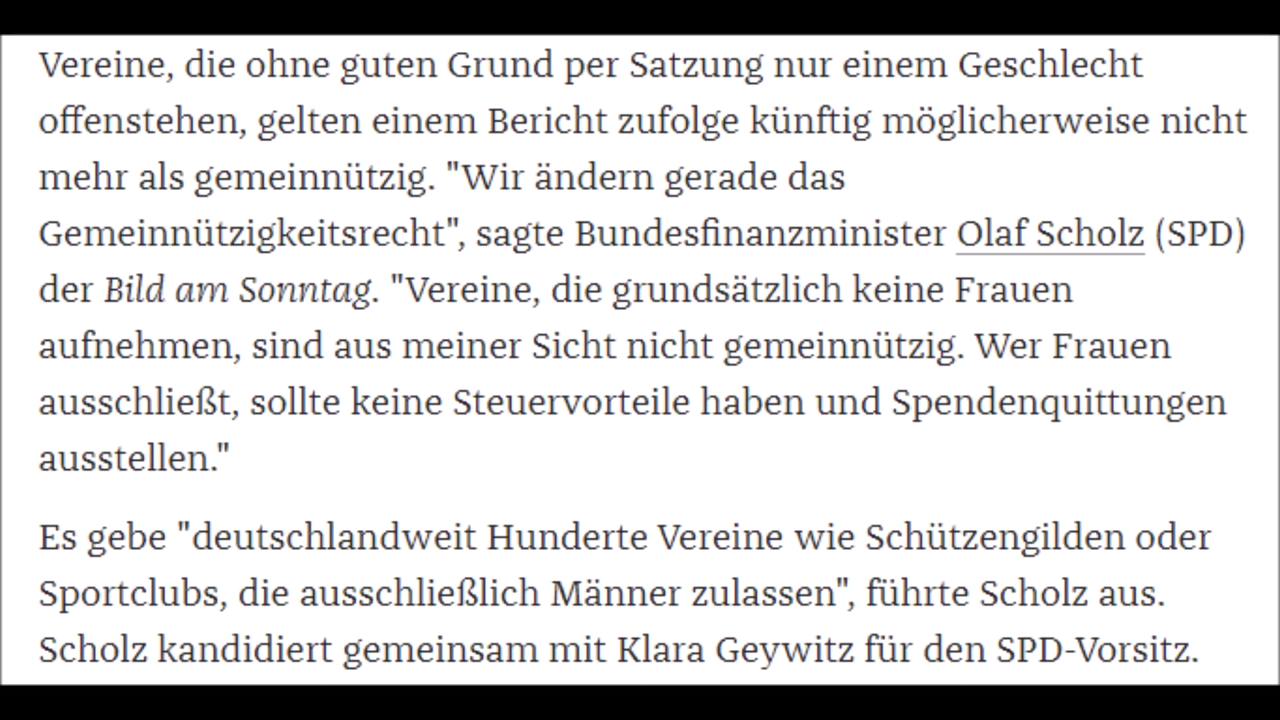 Vereine, die ohne guten Grund per Satzung nur einem Geschlecht
offenstehen, gelten einem Bericht zufolge künftig möglicherweise nicht
mehr als gemeinnützig. "Wir ändern gerade das
Gemeinnützigkeitsrecht", sagte Bundesfinanzminister Olaf Scholz (SPD)
der Bild am Sonntag. "Vereine, die grundsätzlich keine Frauen
aufnehmen, sind aus meiner Sicht nicht gemeinnützig. Wer Frauen
ausschließt, sollte keine Steuervorteile haben und Spendenquittungen
ausstellen."
Es gebe "deutschlandweit Hunderte Vereine wie Schützengilden oder
Sportclubs, die ausschließlich Männer zulassen", führte Scholz aus.
Scholz kandidiert gemeinsam mit Klara Geywitz für den SPD-Vorsitz.